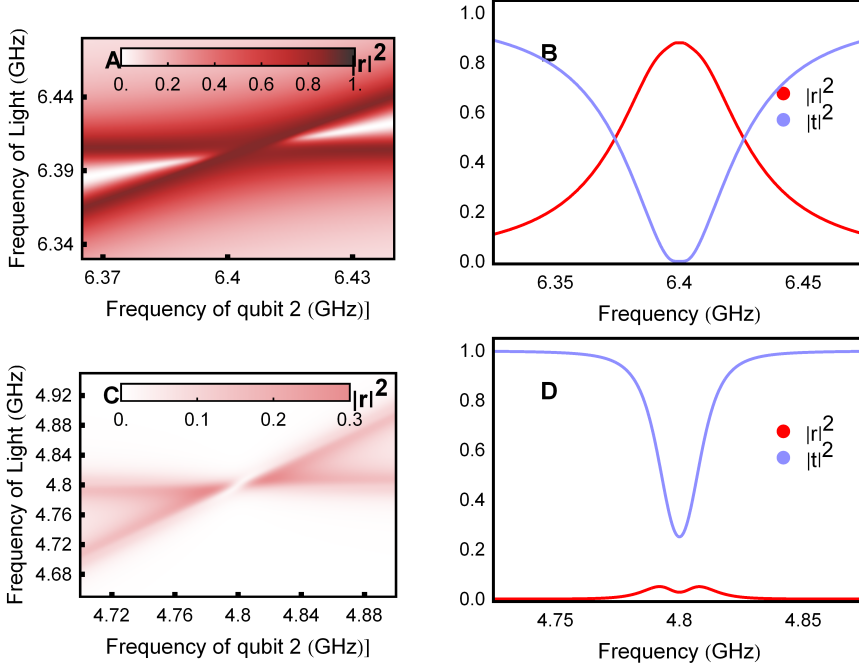 A
|r|²
0. 0.2 0.4 0.6 0.8 1.
Frequency of Light (GHz)
6.44
6.39
6.34
6.37 6.4 6.43
Frequency of qubit 2 (GHz)]
B
1.0
0.8
0.6
0.4
0.2
0.0
|r|²
|t|²
6.35 6.4 6.45
Frequency (GHz)
C
|r|²
0. 0.1 0.2 0.3
Frequency of Light (GHz)
4.92
4.88
4.84
4.8
4.76
4.72
4.68
4.72 4.76 4.8 4.84 4.88
Frequency of qubit 2 (GHz)]
D
1.0
0.8
0.6
0.4
0.2
0.0
|r|²
|t|²
4.75 4.8 4.85
Frequency (GHz)